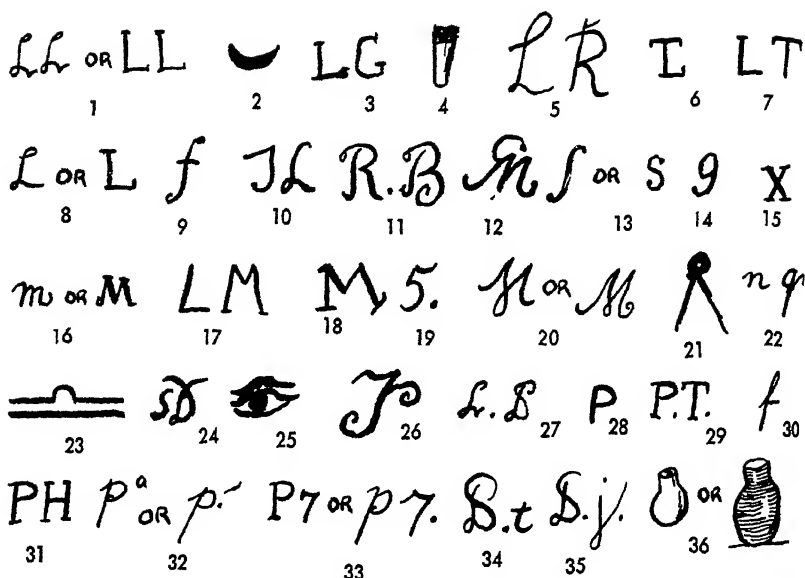 LL OR LL LG LR L LT
1 2 3 4 5 6 7
L OR L f JL R.B M S OR S 9 X
8 9 10 11 12 13 14 15
m OR M LM M 5. H OR M n q
16 17 18 19 20 21 22
SD P L.B P P.T. f
23 24 25 26 27 28 29 30
PH Pa OR p.- P7 OR p7. B.t B.j. OR
31 32 33 34 35 36